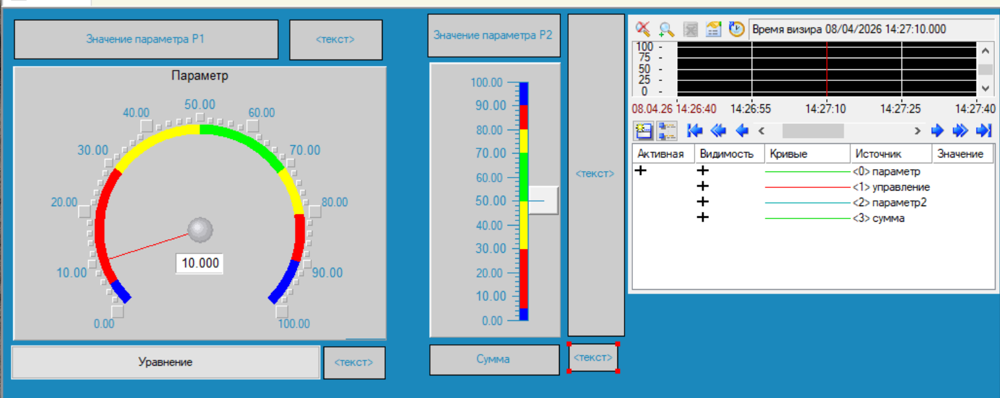 Значение параметра P1
<текст>
Параметр
0.00
10.00
20.00
30.00
40.00
50.00
60.00
70.00
80.00
90.00
100.00
10.000
Уравнение
<текст>
Значение параметра P2
100.00
90.00
80.00
70.00
60.00
50.00
40.00
30.00
20.00
10.00
0.00
<текст>
Сумма
<текст>
Время визира 08/04/2026 14:27:10.000
100
75
50
25
0
08.04.26 14:26:40 14:26:55 14:27:10 14:27:25 14:27:40
Активная Видимость Кривые Источник Значение
<0> параметр
<1> управление
<2> параметр2
<3> сумма